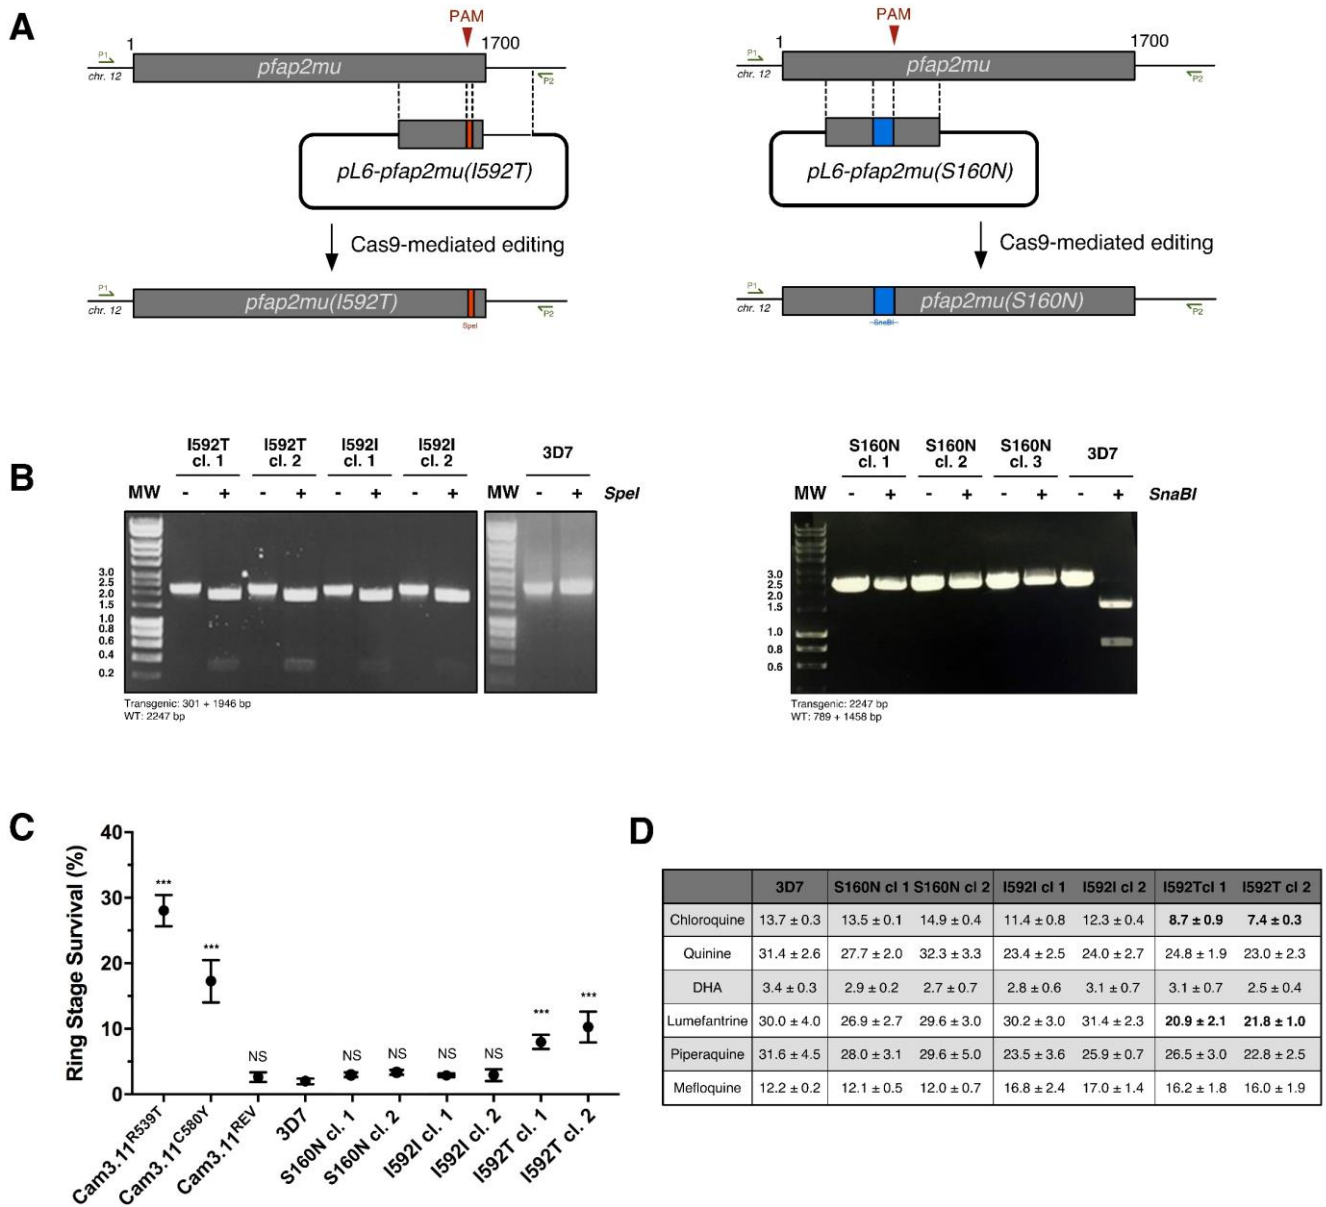 A
PAM
1
1700
P1
pfap2mu
chr. 12
P2
pL6-pfap2mu(I592T)
Cas9-mediated editing
P1
pfap2mu(I592T)
chr. 12
P2
SpeI
PAM
1
1700
P1
pfap2mu
chr. 12
P2
pL6-pfap2mu(S160N)
Cas9-mediated editing
P1
pfap2mu(S160N)
chr. 12
P2
SnaBI
B
I592T cl. 1 I592T cl. 2 I592I cl. 1 I592I cl. 2 3D7
MW - + - + - + - + MW - + SpeI
3.0
2.5
2.0
1.5
1.0
0.8
0.6
0.4
0.2
Transgenic: 301 + 1946 bp
WT: 2247 bp
S160N cl. 1 S160N cl. 2 S160N cl. 3 3D7
MW - + - + - + - + SnaBI
3.0
2.5
2.0
1.5
1.0
0.8
0.6
Transgenic: 2247 bp
WT: 789 + 1458 bp
C
Ring Stage Survival (%)
40
30
20
10
0
*** *** NS NS NS NS NS *** ***
Cam3.11R539T
Cam3.11C580Y
Cam3.11REV
3D7
S160N cl. 1
S160N cl. 2
I592I cl. 1
I592I cl. 2
I592T cl. 1
I592T cl. 2
D
3D7 S160N cl 1 S160N cl 2 I592I cl 1 I592I cl 2 I592Tcl 1 I592T cl 2
Chloroquine 13.7 ± 0.3 13.5 ± 0.1 14.9 ± 0.4 11.4 ± 0.8 12.3 ± 0.4 8.7 ± 0.9 7.4 ± 0.3
Quinine 31.4 ± 2.6 27.7 ± 2.0 32.3 ± 3.3 23.4 ± 2.5 24.0 ± 2.7 24.8 ± 1.9 23.0 ± 2.3
DHA 3.4 ± 0.3 2.9 ± 0.2 2.7 ± 0.7 2.8 ± 0.6 3.1 ± 0.7 3.1 ± 0.7 2.5 ± 0.4
Lumefantrine 30.0 ± 4.0 26.9 ± 2.7 29.6 ± 3.0 30.2 ± 3.0 31.4 ± 2.3 20.9 ± 2.1 21.8 ± 1.0
Piperaquine 31.6 ± 4.5 28.0 ± 3.1 29.6 ± 5.0 23.5 ± 3.6 25.9 ± 0.7 26.5 ± 3.0 22.8 ± 2.5
Mefloquine 12.2 ± 0.2 12.1 ± 0.5 12.0 ± 0.7 16.8 ± 2.4 17.0 ± 1.4 16.2 ± 1.8 16.0 ± 1.9